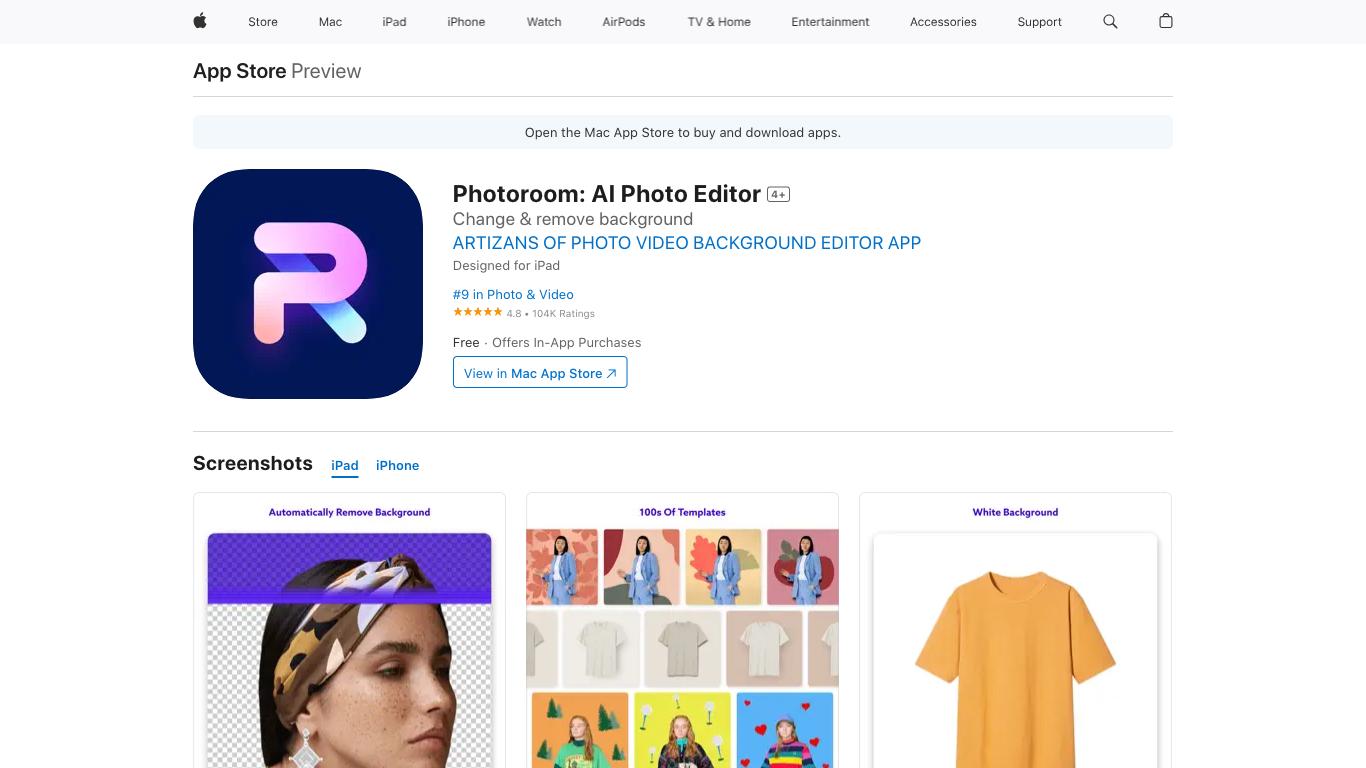 Store Mac iPad iPhone Watch AirPods TV & Home Entertainment Accessories Support
App Store Preview
Open the Mac App Store to buy and download apps.
Photoroom: AI Photo Editor 4+
Change & remove background
ARTIZANS OF PHOTO VIDEO BACKGROUND EDITOR APP
Designed for iPad
#9 in Photo & Video
4.8 • 104K Ratings
Free · Offers In-App Purchases
View in Mac App Store
Screenshots iPad iPhone
Automatically Remove Background
100s Of Templates
White Background